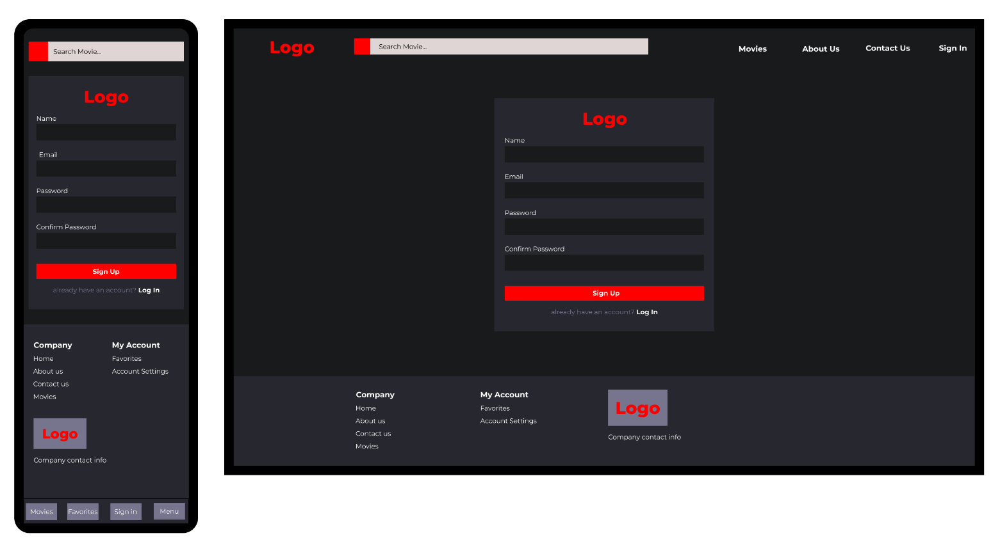 Search Movie...
Logo
Name
Email
Password
Confirm Password
Sign Up
already have an account? Log In
Company
Home
About us
Contact us
Movies
My Account
Favorites
Account Settings
Logo
Company contact info
Movies
Favorites
Sign in
Menu
Logo
Search Movie...
Movies
About Us
Contact Us
Sign In
Logo
Name
Email
Password
Confirm Password
Sign Up
already have an account? Log In
Company
Home
About us
Contact us
Movies
My Account
Favorites
Account Settings
Logo
Company contact info